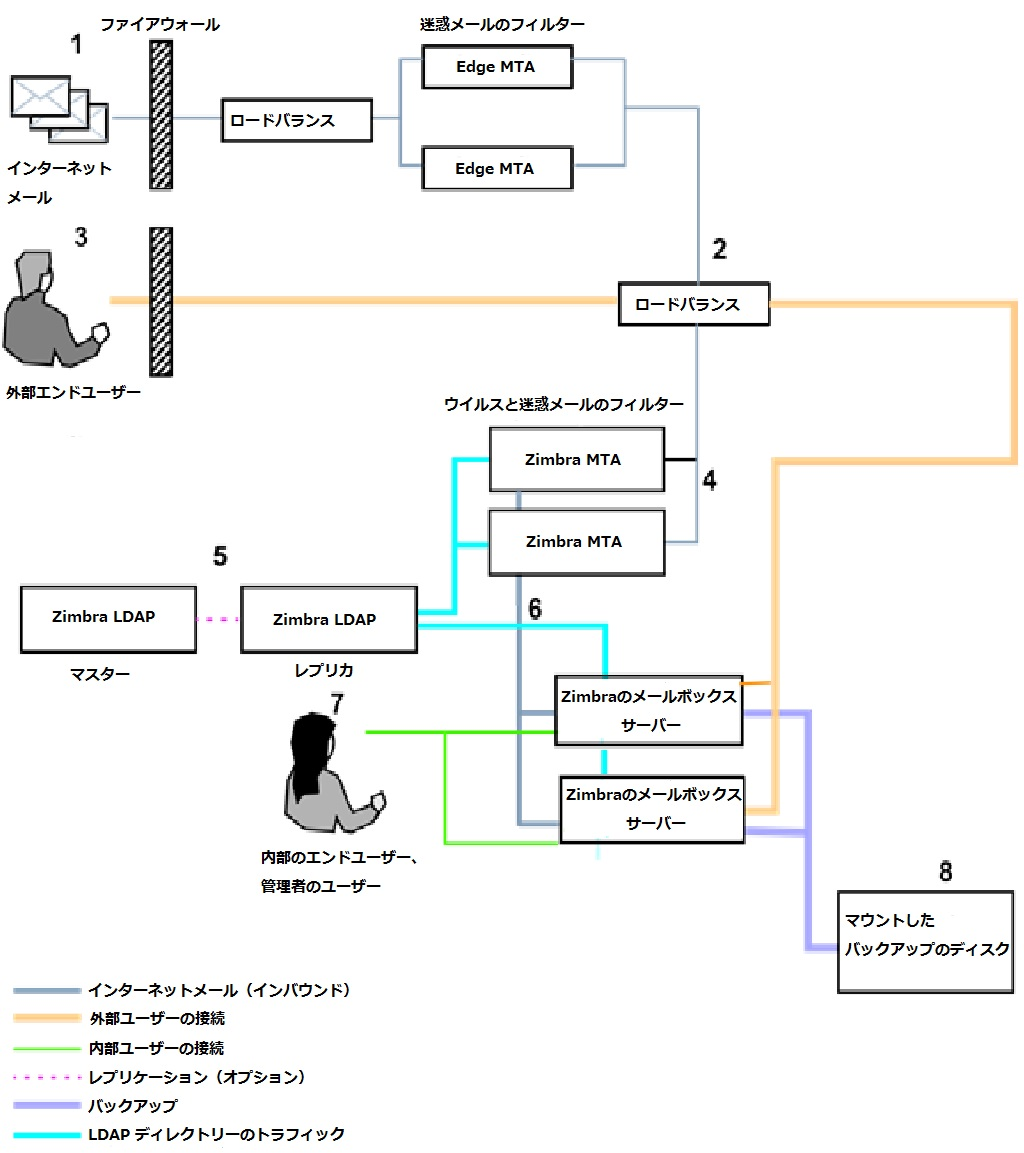 ファイアウォール
迷惑メールのフィルター
1
Edge MTA
ロードバランス
Edge MTA
インターネット
メール
3
2
ロードバランス
外部エンドユーザー
ウイルスと迷惑メールのフィルター
Zimbra MTA
4
Zimbra MTA
5
6
Zimbra LDAP
Zimbra LDAP
マスター
レプリカ
7
Zimbraのメールボックス
サーバー
Zimbraのメールボックス
サーバー
内部のエンドユーザー、
管理者のユーザー
8
マウントした
バックアップのディスク
インターネットメール（インバウンド）
外部ユーザーの接続
内部ユーザーの接続
レプリケーション（オプション）
バックアップ
LDAP ディレクトリーのトラフィック